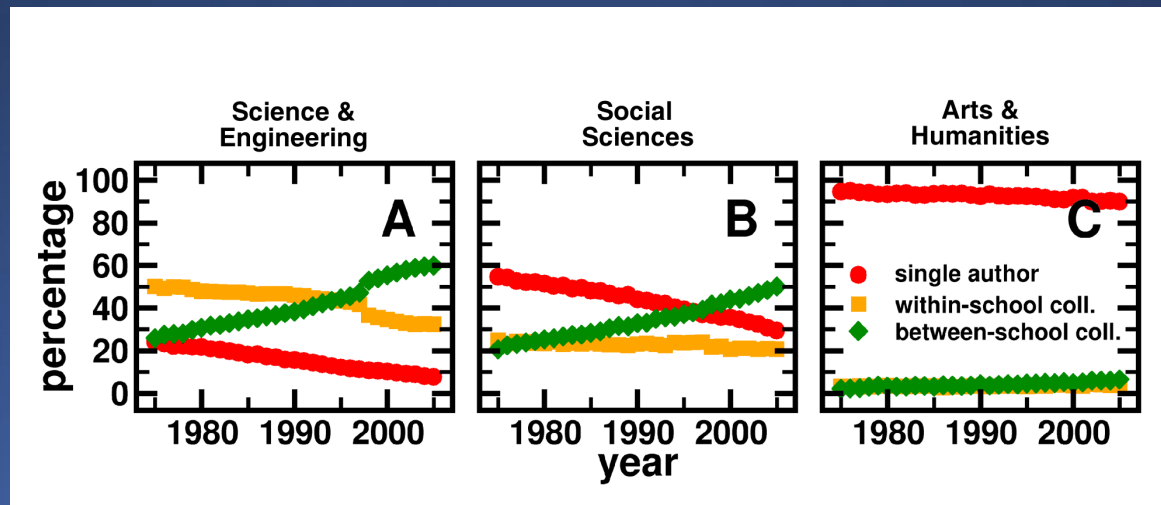 Science &
Engineering
Social
Sciences
Arts &
Humanities
percentage
100
80
60
40
20
0
A
B
C
single author
within-school coll.
between-school coll.
1980 1990 2000
1980 1990 2000
1980 1990 2000
year